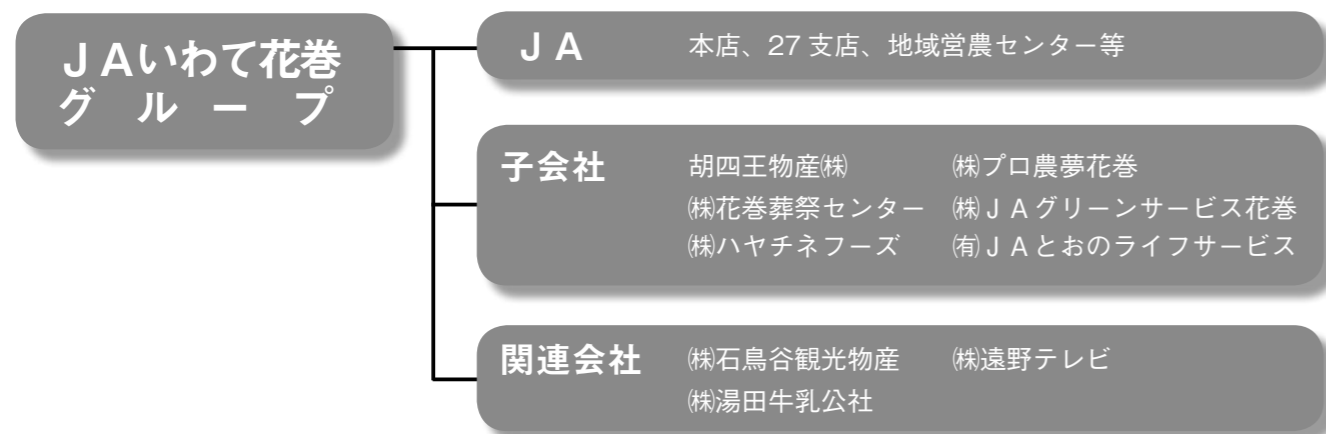 ＪＡいわて花巻
グループ
ＪＡ 本店、27支店、地域営農センター等
子会社 胡四王物産㈱ ㈱プロ農夢花巻
㈱花巻葬祭センター ㈱ＪＡグリーンサービス花巻
㈱ハヤチネフーズ ㈲ＪＡとおのライフサービス
関連会社 ㈱石鳥谷観光物産 ㈱遠野テレビ
㈱湯田牛乳公社